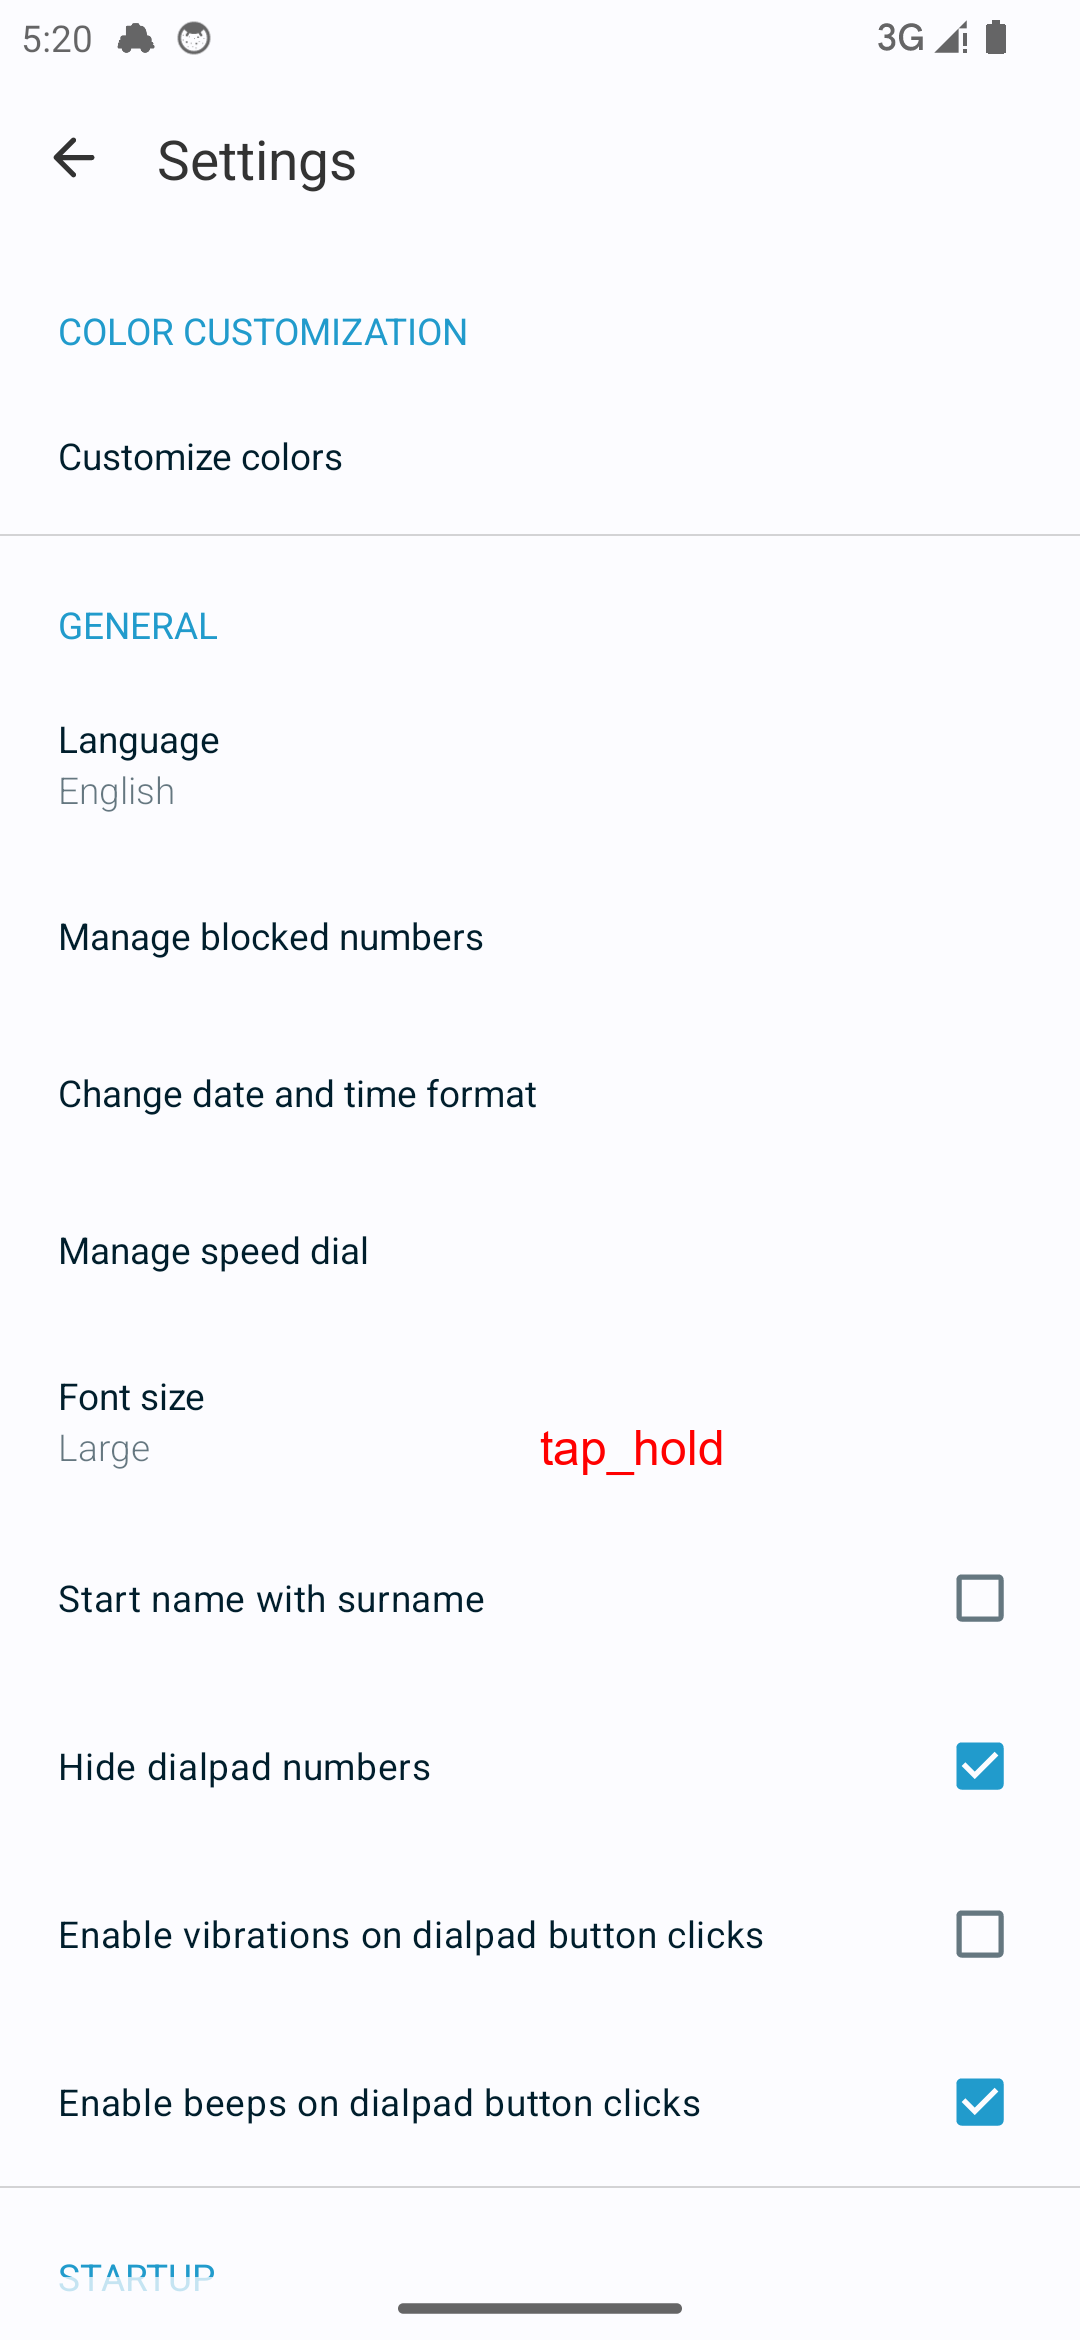 5:20 3G
Settings
COLOR CUSTOMIZATION
Customize colors
GENERAL
Language
English
Manage blocked numbers
Change date and time format
Manage speed dial
Font size
Large
tap_hold
Start name with surname
Hide dialpad numbers
Enable vibrations on dialpad button clicks
Enable beeps on dialpad button clicks
STARTUP